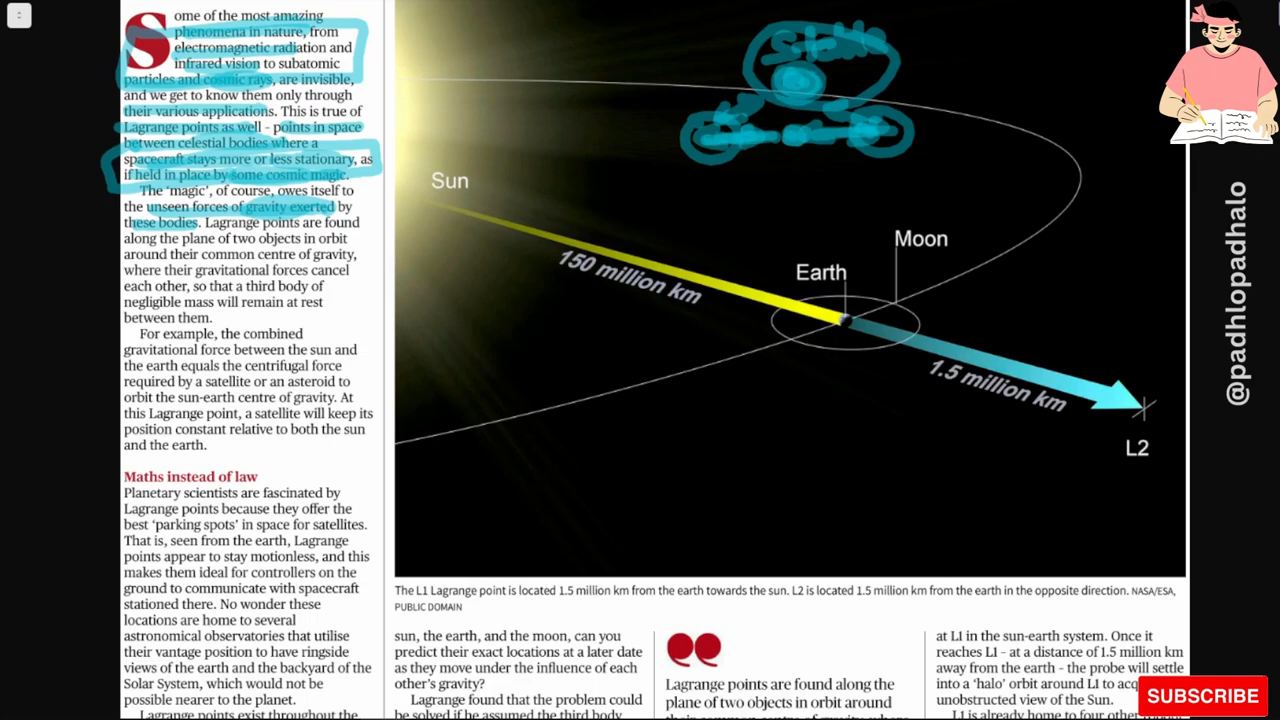 Some of the most amazing
phenomena in nature, from
electromagnetic radiation and
infrared vision to subatomic
particles and cosmic rays, are invisible,
and we get to know them only through
their various applications. This is true of
Lagrange points as well – points in space
between celestial bodies where a
spacecraft stays more or less stationary, as
if held in place by some cosmic magic.
The 'magic', of course, owes itself to
the unseen forces of gravity exerted by
these bodies. Lagrange points are found
along the plane of two objects in orbit
around their common centre of gravity,
where their gravitational forces cancel
each other, so that a third body of
negligible mass will remain at rest
between them.
For example, the combined
gravitational force between the sun and
the earth equals the centrifugal force
required by a satellite or an asteroid to
orbit the sun-earth centre of gravity. At
this Lagrange point, a satellite will keep its
position constant relative to both the sun
and the earth.
Maths instead of law
Planetary scientists are fascinated by
Lagrange points because they offer the
best 'parking spots' in space for satellites.
That is, seen from the earth, Lagrange
points appear to stay motionless, and this
makes them ideal for controllers on the
ground to communicate with spacecraft
stationed there. No wonder these
locations are home to several
astronomical observatories that utilise
their vantage position to have ringside
views of the earth and the backyard of the
Solar System, which would not be
possible nearer to the planet.
Lagrange points exist throughout the
Sun
150 million km
Earth
Moon
1.5 million km
L2
The L1 Lagrange point is located 1.5 million km from the earth towards the sun. L2 is located 1.5 million km from the earth in the opposite direction. NASA/ESA,
PUBLIC DOMAIN
sun, the earth, and the moon, can you
predict their exact locations at a later date
as they move under the influence of each
other's gravity?
Lagrange found that the problem could
be solved if he assumed the third body
Lagrange points are found along the
plane of two objects in orbit around
at L1 in the sun-earth system. Once it
reaches L1 – at a distance of 1.5 million km
away from the earth – the probe will settle
into a 'halo' orbit around L1 to
unobstructed view of the Sun.
L1 is already home to four other
@padhlopadhalo
SUBSCRIBE